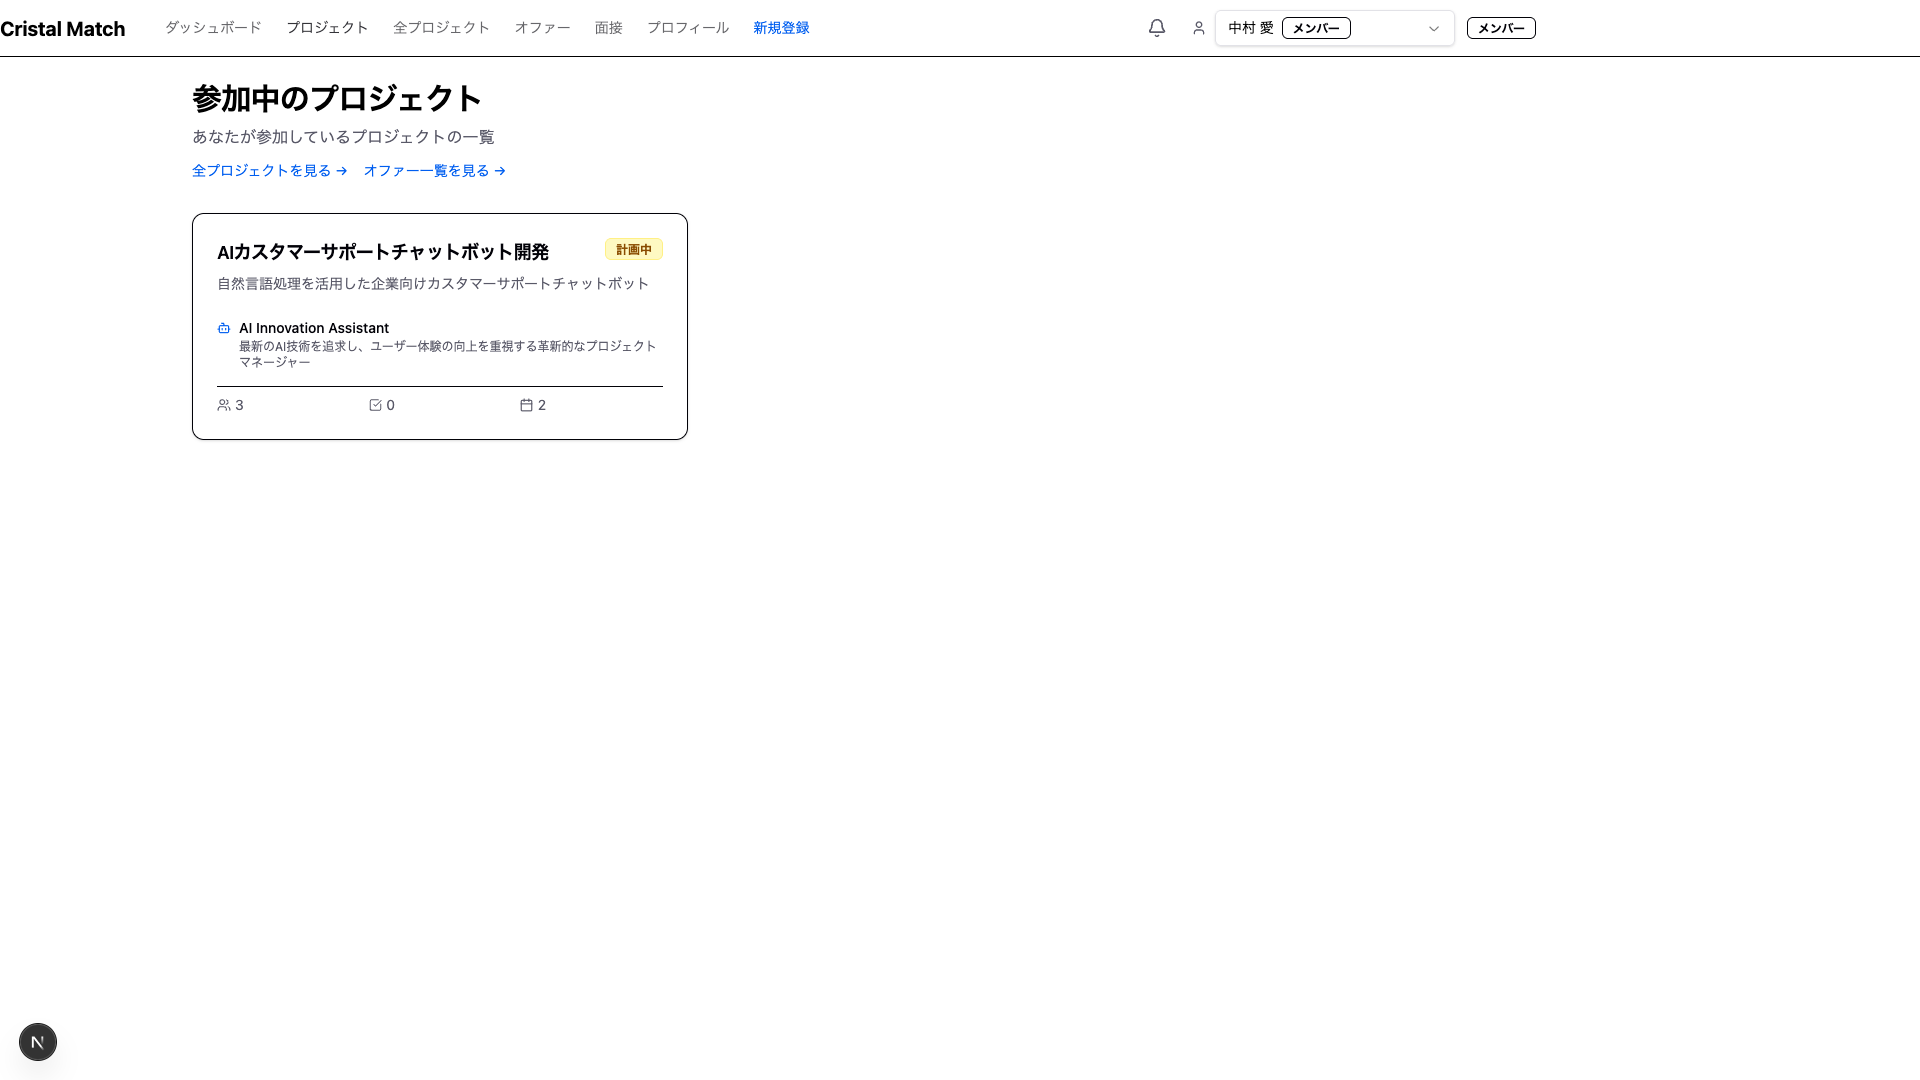 Cristal Match ダッシュボード プロジェクト 全プロジェクト オファー 面接 プロフィール 新規登録 中村 愛 メンバー メンバー
参加中のプロジェクト
あなたが参加しているプロジェクトの一覧
全プロジェクトを見る → オファー一覧を見る →
AIカスタマーサポートチャットボット開発 計画中
自然言語処理を活用した企業向けカスタマーサポートチャットボット
AI Innovation Assistant
最新のAI技術を追求し、ユーザー体験の向上を重視する革新的なプロジェクト
マネージャー
3 0 2
N